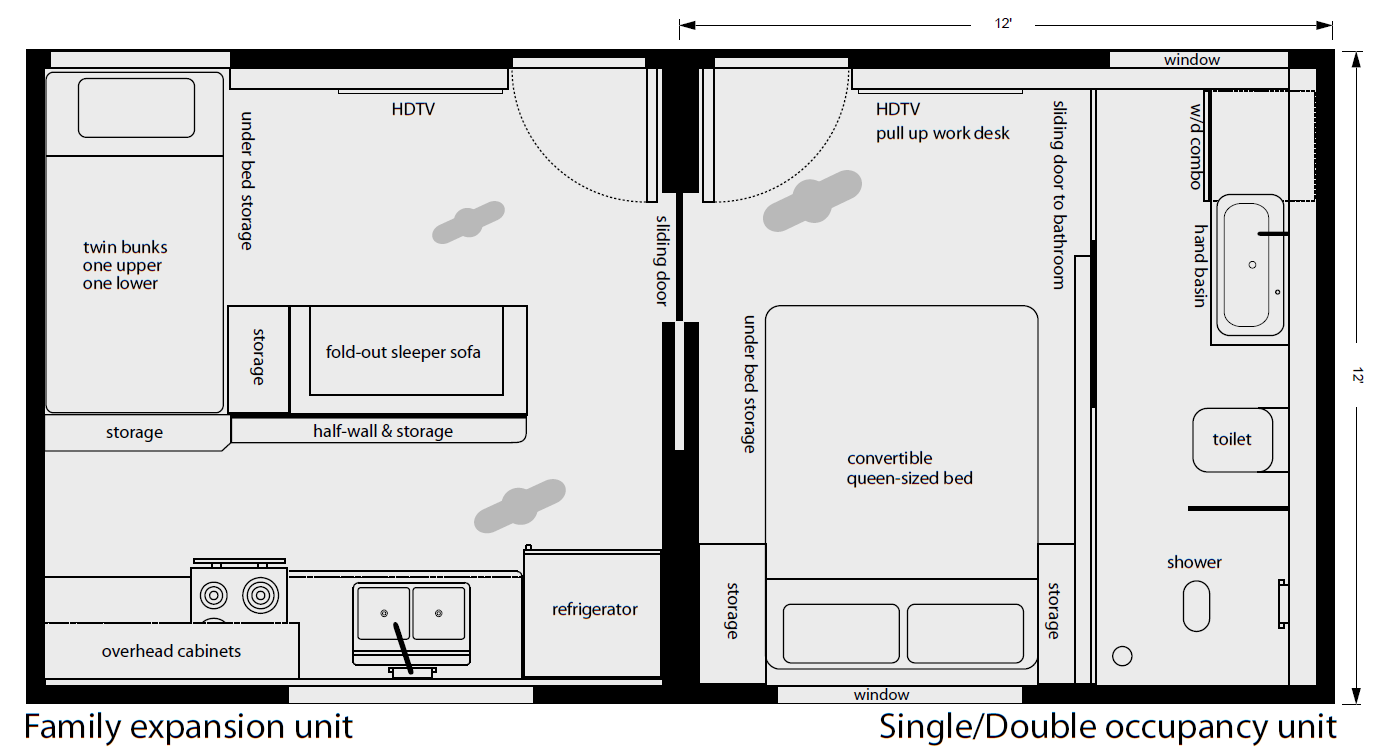 12'
window
HDTV
HDTV
pull up work desk
under bed storage
sliding door to bathroom
w/d combo
twin bunks
one upper
one lower
sliding door
hand basin
12'
storage
fold-out sleeper sofa
under bed storage
storage
half-wall & storage
toilet
convertible
queen-sized bed
shower
refrigerator
storage
storage
overhead cabinets
window
Family expansion unit
Single/Double occupancy unit